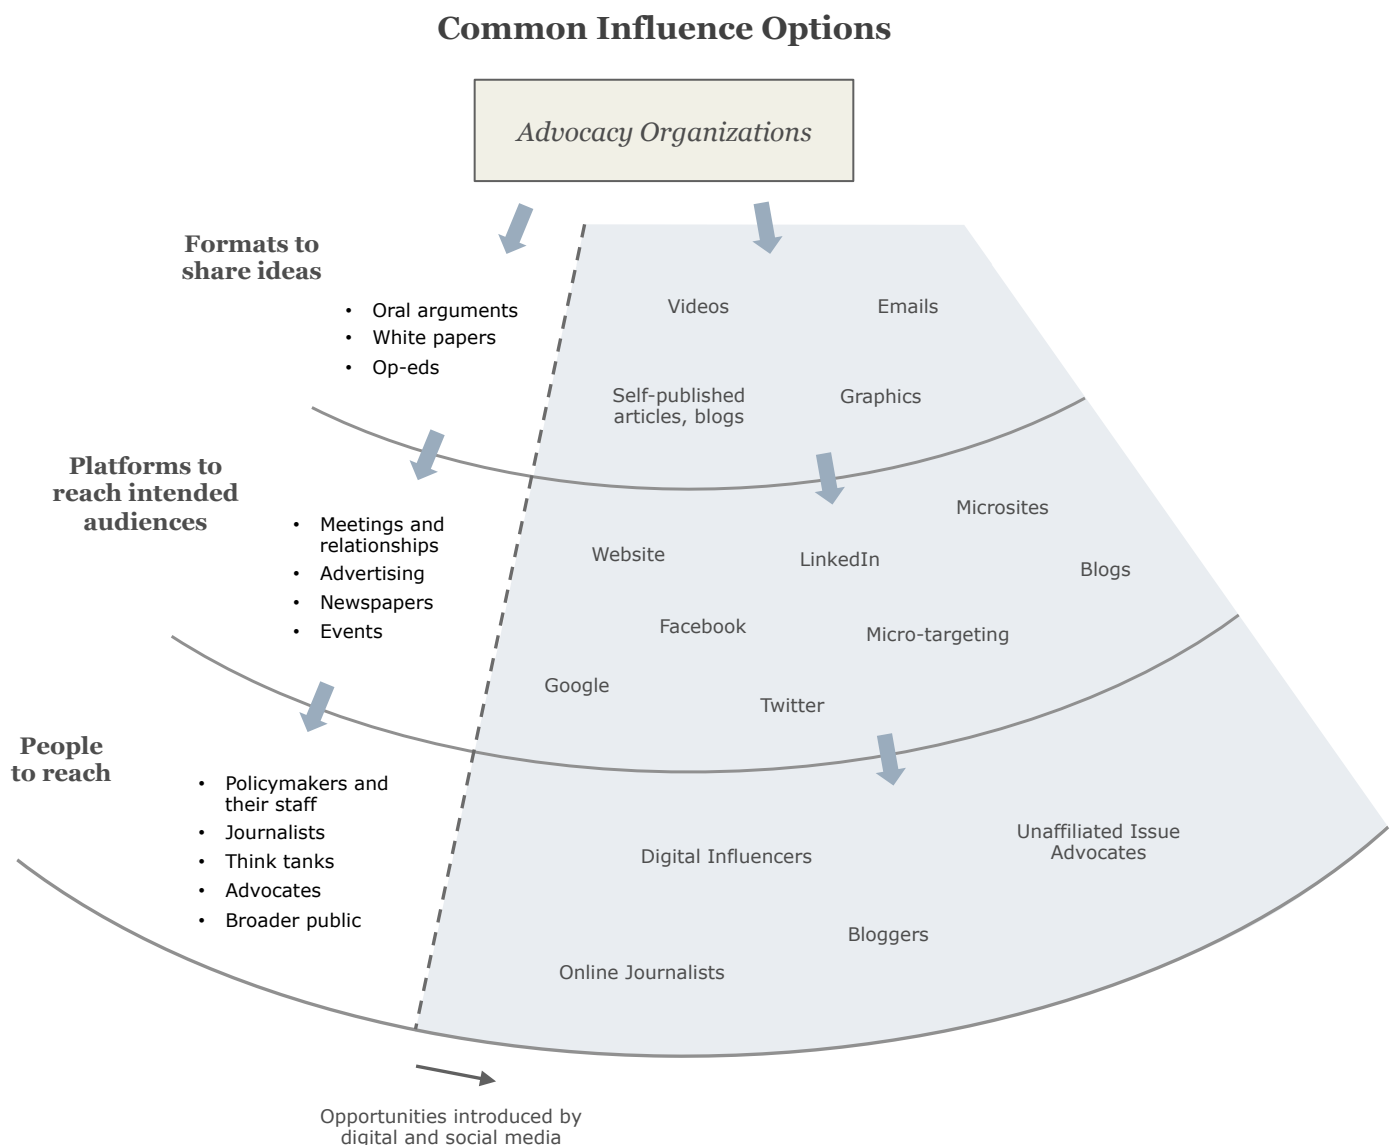 Common Influence Options
Advocacy Organizations
Formats to
share ideas
• Oral arguments
• White papers
• Op-eds
Videos
Emails
Self-published
articles, blogs
Graphics
Platforms to
reach intended
audiences
• Meetings and
relationships
• Advertising
• Newspapers
• Events
Microsites
Website
LinkedIn
Blogs
Facebook
Micro-targeting
Google
Twitter
People
to reach
• Policymakers and
their staff
• Journalists
• Think tanks
• Advocates
• Broader public
Unaffiliated Issue
Advocates
Digital Influencers
Bloggers
Online Journalists
Opportunities introduced by
digital and social media